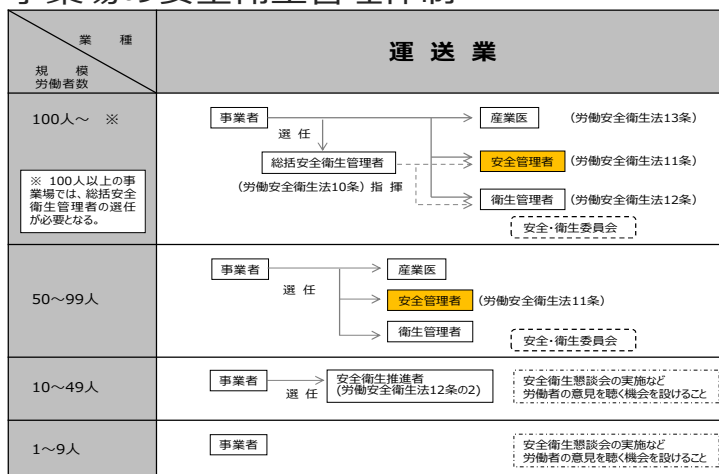 業　種
規　模
労働者数
運 送 業
100人～　※
※ 100人以上の事
業場では、総括安全
衛生管理者の選任
が必要となる。
事業者
選 任
産業医　(労働安全衛生法13条)
総括安全衛生管理者
(労働安全衛生法10条) 指 揮
安全管理者　(労働安全衛生法11条)
衛生管理者　(労働安全衛生法12条)
安全・衛生委員会
50～99人
事業者
選 任
産業医
安全管理者　(労働安全衛生法11条)
衛生管理者
安全・衛生委員会
10～49人
事業者
選 任
安全衛生推進者
(労働安全衛生法12条の2)
安全衛生懇談会の実施など
労働者の意見を聴く機会を設けること
1～9人
事業者
安全衛生懇談会の実施など
労働者の意見を聴く機会を設けること